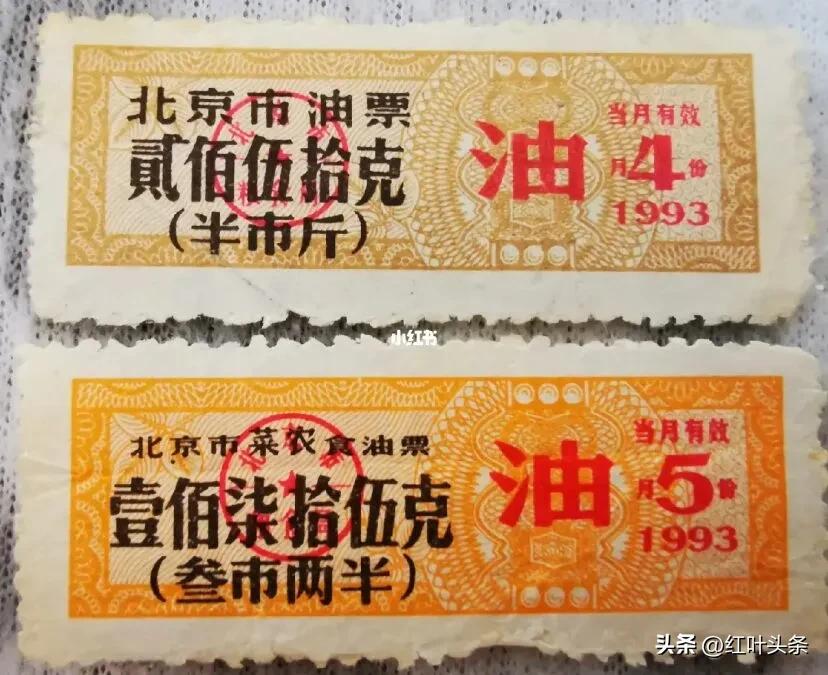 北京市油票
贰佰伍拾克
(半市斤)
油
当月有效
月4份
1993
小红书
北京市菜农食油票
壹佰柒拾伍克
(叁市两半)
油
当月有效
月5份
1993
头条 @红叶头条